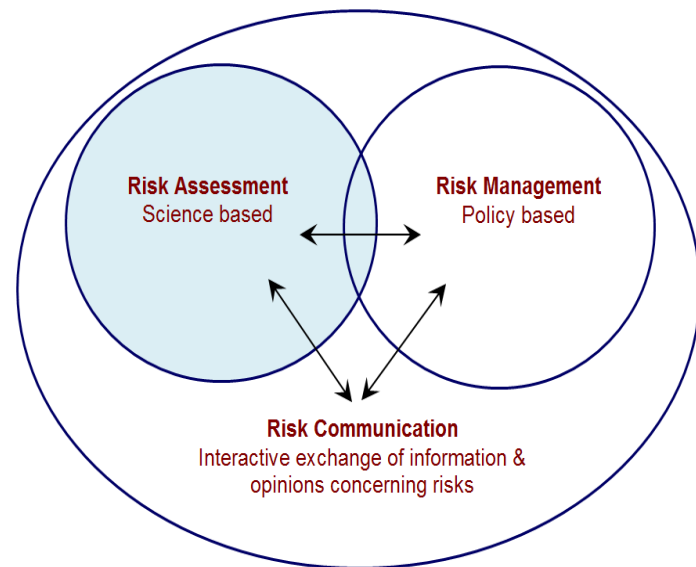 Risk Assessment
Science based
Risk Management
Policy based
Risk Communication
Interactive exchange of information &
opinions concerning risks